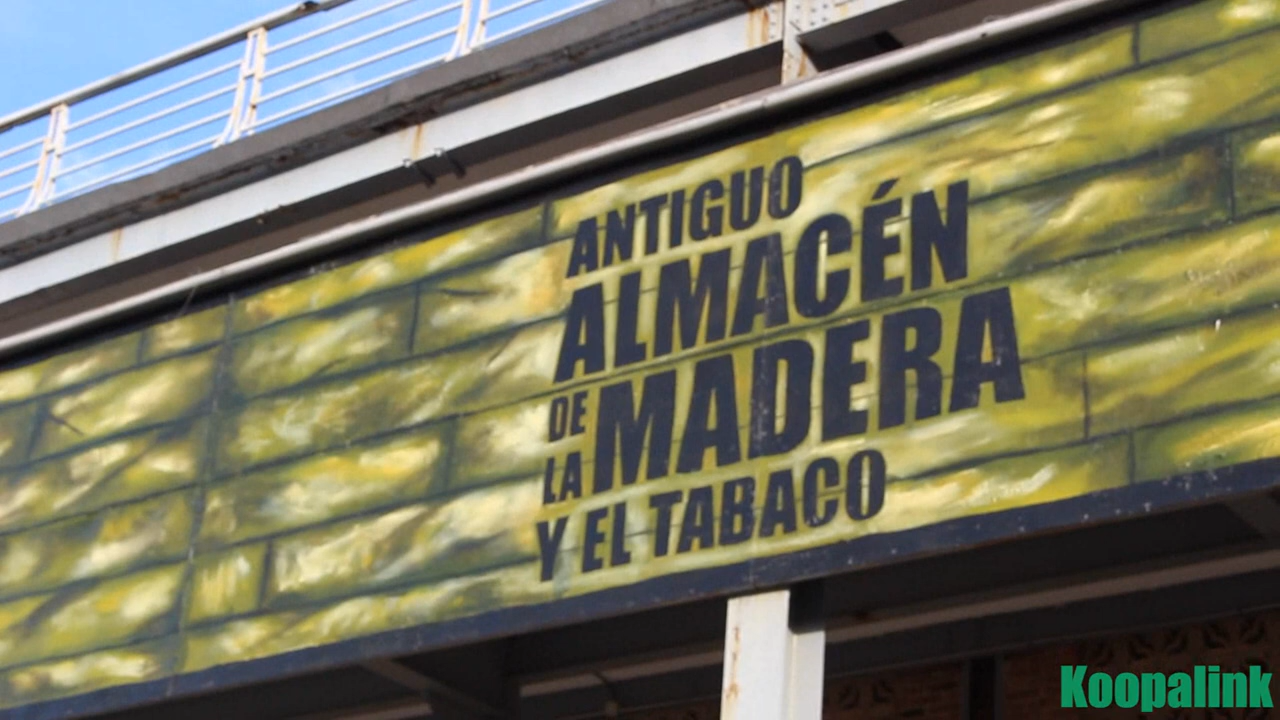 ANTIGUO
ALMACÉN
DE LA MADERA
Y EL TABACO
Koopalink